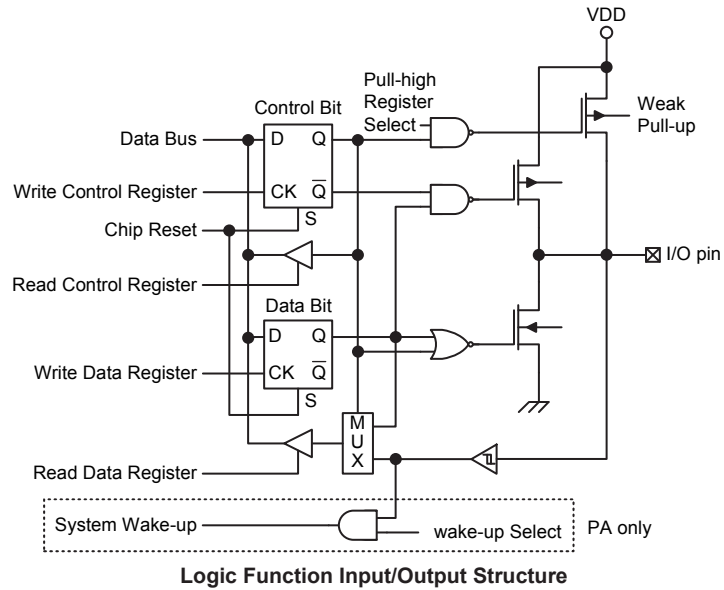 VDD
Pull-high
Register
Select
Weak
Pull-up
Control Bit
Data Bus
D Q
Write Control Register
CK Q̅
S
Chip Reset
I/O pin
Read Control Register
Data Bit
D Q
Write Data Register
CK Q̅
S
M
U
X
Read Data Register
System Wake-up
wake-up Select
PA only
Logic Function Input/Output Structure